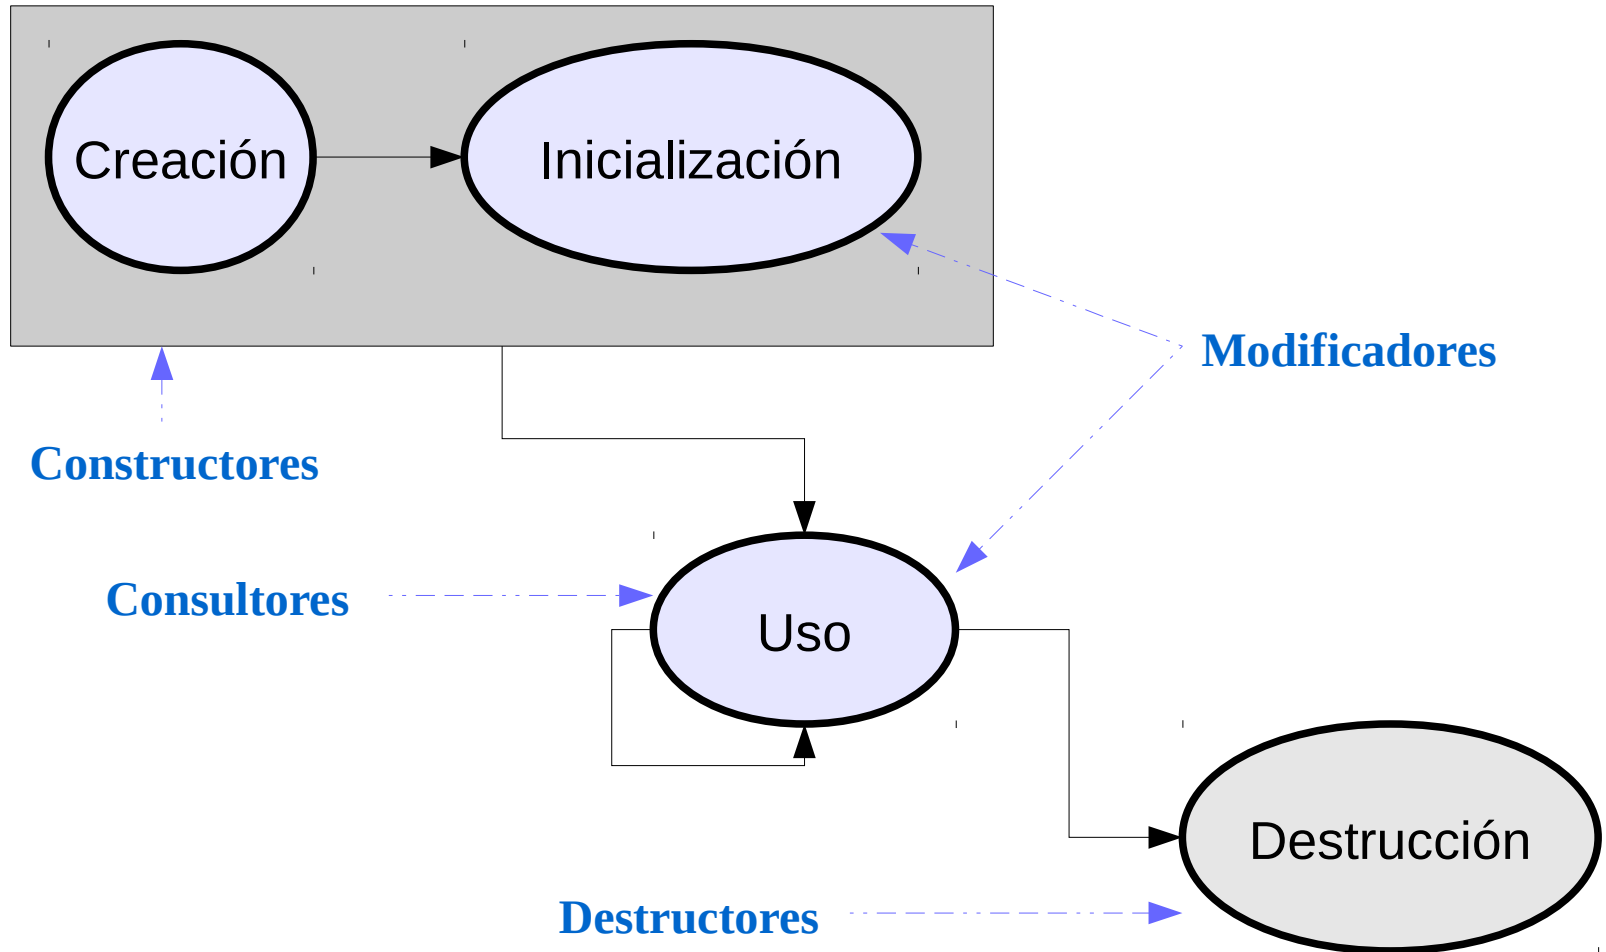 Creación
Inicialización
Modificadores
Constructores
Consultores
Uso
Destrucción
Destructores